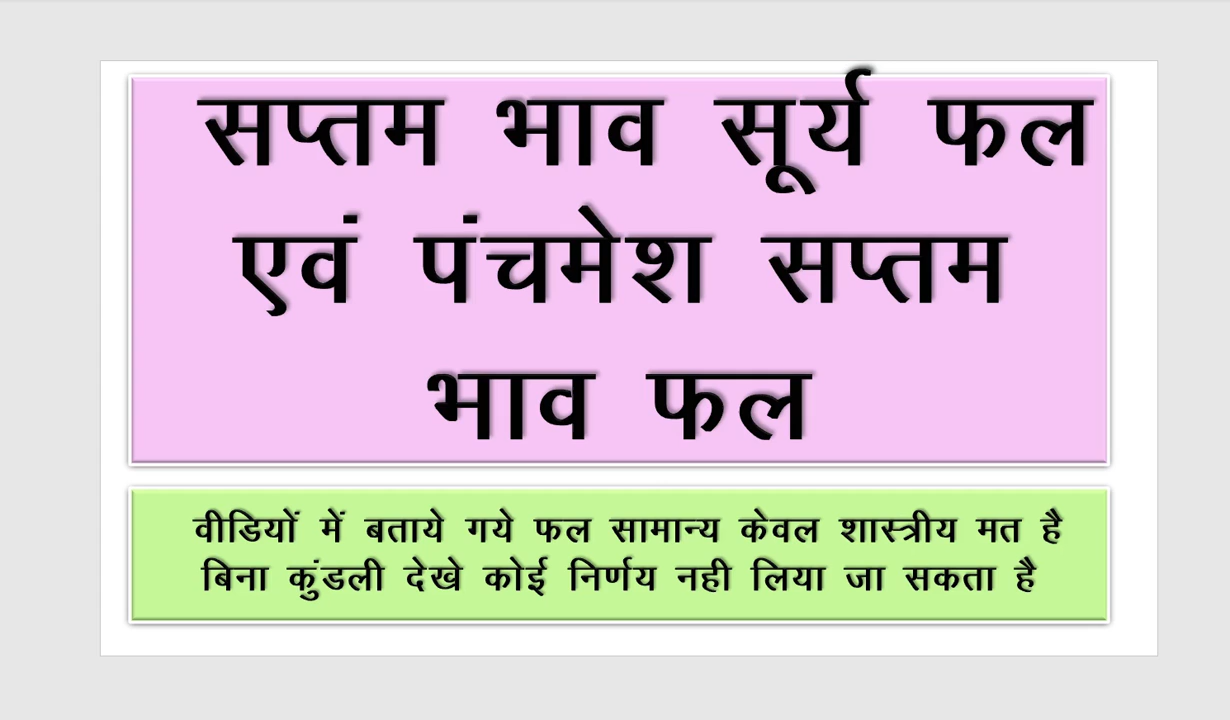 सप्तम भाव सूर्य फल
एवं पंचमेश सप्तम
भाव फल
वीडियों में बताये गये फल सामान्य केवल शास्त्रीय मत है
बिना कुंडली देखे कोई निर्णय नही लिया जा सकता है